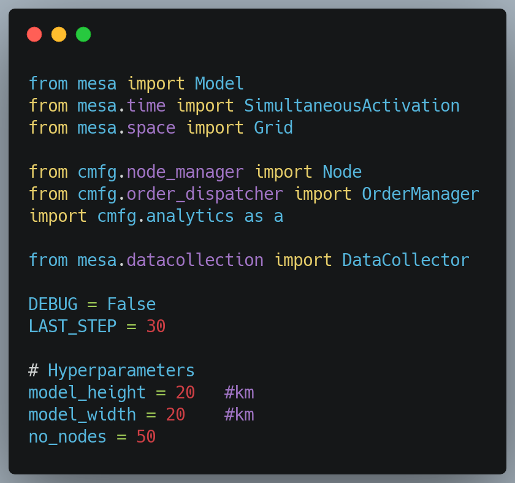 from mesa import Model
from mesa.time import SimultaneousActivation
from mesa.space import Grid
from cmfg.node_manager import Node
from cmfg.order_dispatcher import OrderManager
import cmfg.analytics as a
from mesa.datacollection import DataCollector
DEBUG = False
LAST_STEP = 30
# Hyperparameters
model_height = 20   #km
model_width = 20    #km
no_nodes = 50